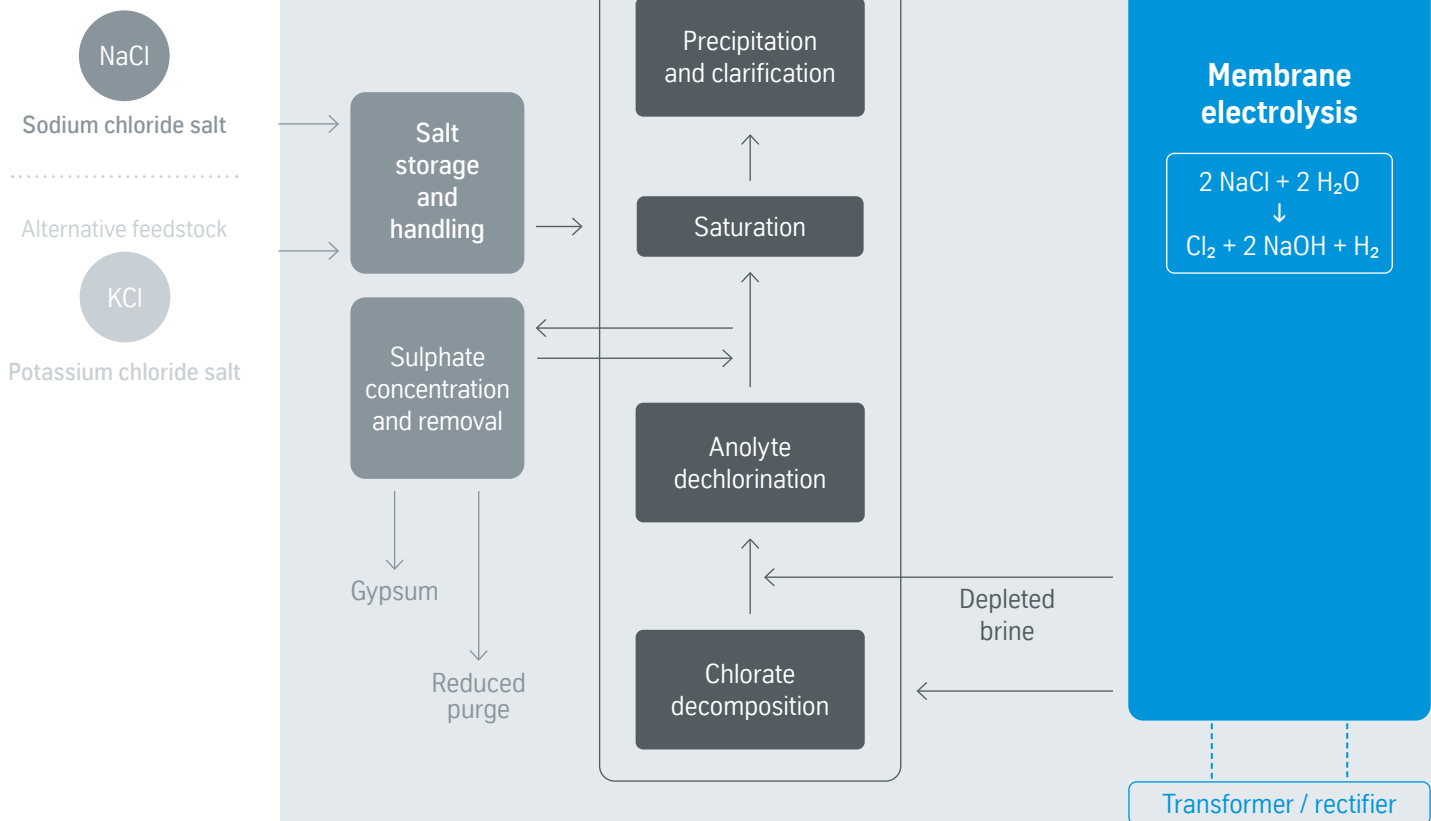 NaCl
Sodium chloride salt
Alternative feedstock
KCl
Potassium chloride salt
Salt
storage
and
handling
Sulphate
concentration
and removal
Gypsum
Reduced
purge
Precipitation
and clarification
Saturation
Anolyte
dechlorination
Chlorate
decomposition
Depleted
brine
Membrane
electrolysis
2 NaCl + 2 H₂O
↓
Cl₂ + 2 NaOH + H₂
Transformer / rectifier